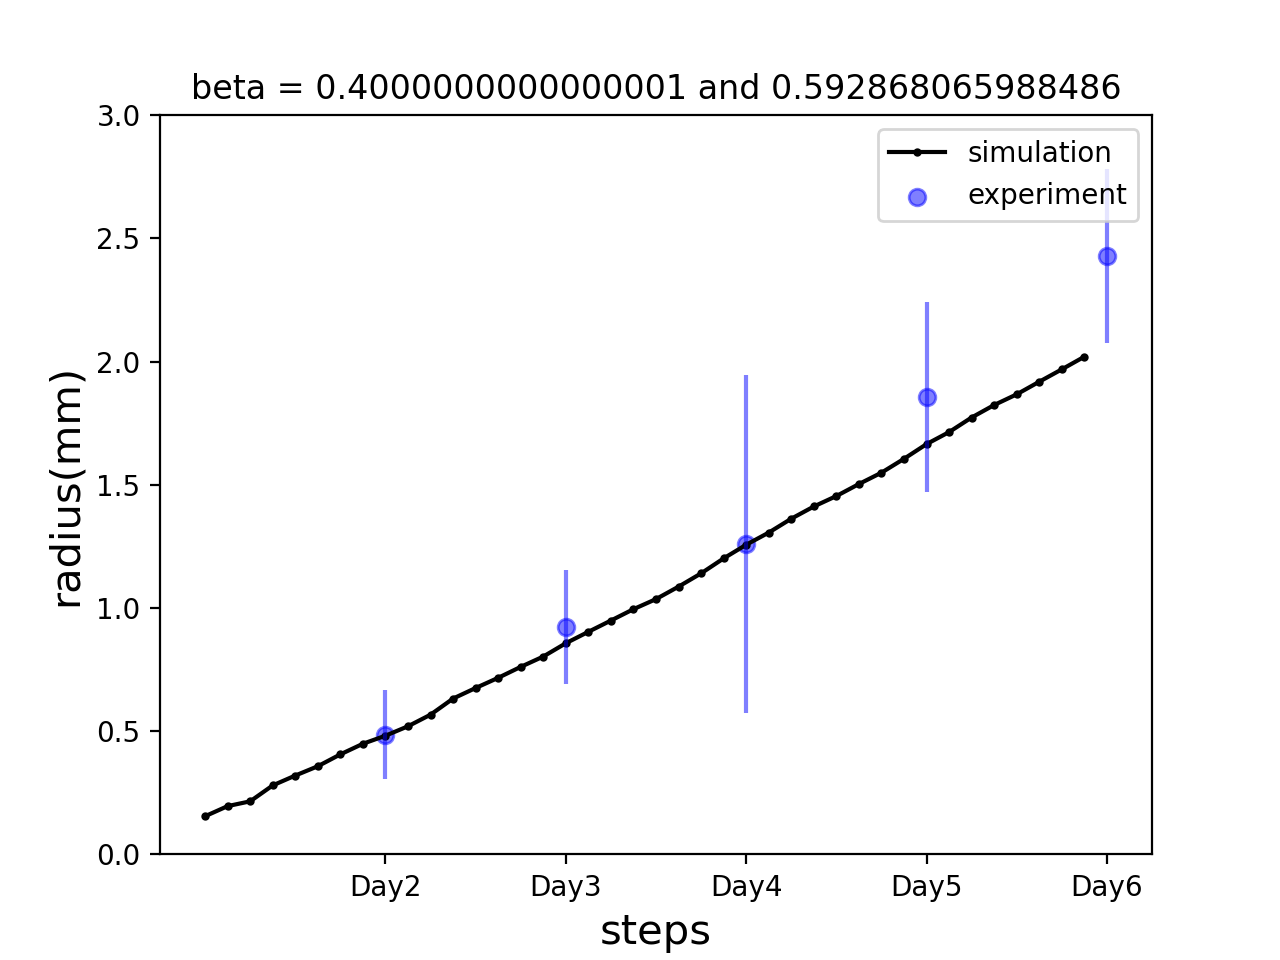 beta = 0.4000000000000001 and 0.592868065988486
3.0
2.5
2.0
1.5
1.0
0.5
0.0
radius(mm)
simulation
experiment
Day2 Day3 Day4 Day5 Day6
steps